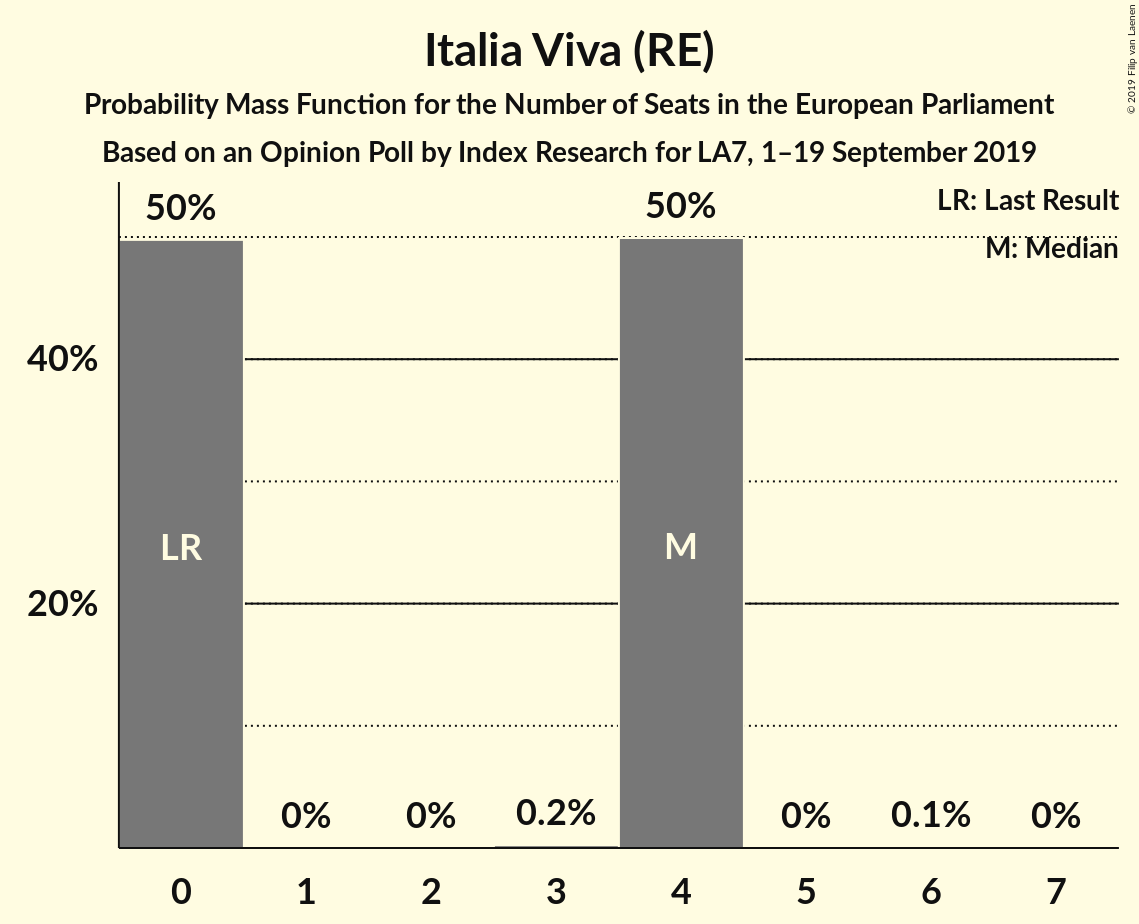 Italia Viva (RE)
Probability Mass Function for the Number of Seats in the European Parliament
Based on an Opinion Poll by Index Research for LA7, 1–19 September 2019
© 2019 Filip van Laenen
LR: Last Result
M: Median
50%
50%
40%
20%
LR
M
0%
0%
0.2%
0%
0.1%
0%
0
1
2
3
4
5
6
7